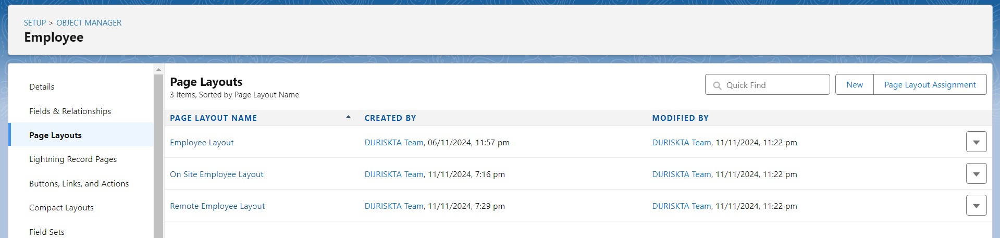 SETUP > OBJECT MANAGER
Employee
Details
Fields & Relationships
Page Layouts
Lightning Record Pages
Buttons, Links, and Actions
Compact Layouts
Field Sets
Page Layouts
3 Items, Sorted by Page Layout Name
Quick Find
New
Page Layout Assignment
PAGE LAYOUT NAME CREATED BY MODIFIED BY
Employee Layout DIJRISKTA Team, 06/11/2024, 11:57 pm DIJRISKTA Team, 11/11/2024, 11:22 pm
On Site Employee Layout DIJRISKTA Team, 11/11/2024, 7:16 pm DIJRISKTA Team, 11/11/2024, 11:22 pm
Remote Employee Layout DIJRISKTA Team, 11/11/2024, 7:29 pm DIJRISKTA Team, 11/11/2024, 11:22 pm